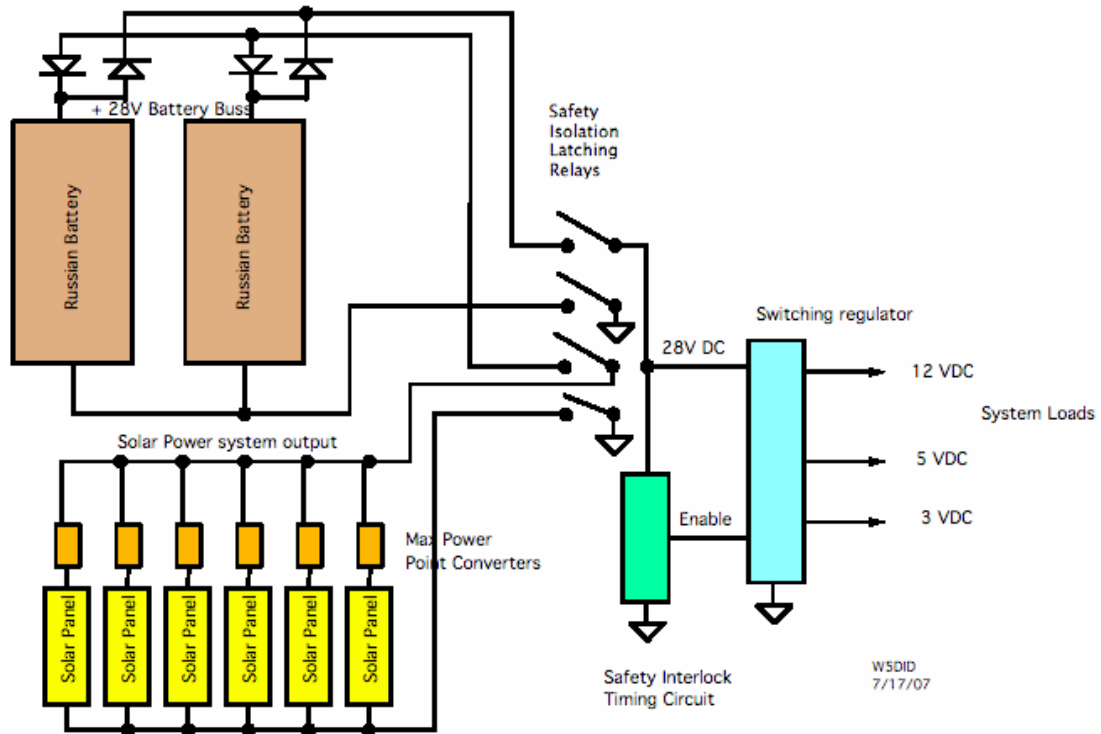 + 28V Battery Buss
Russian Battery
Russian Battery
Safety
Isolation
Latching
Relays
Switching regulator
28V DC
12 VDC
System Loads
5 VDC
3 VDC
Enable
Solar Power system output
Max Power
Point Converters
Solar Panel
Solar Panel
Solar Panel
Solar Panel
Solar Panel
Solar Panel
Safety Interlock
Timing Circuit
W5DID
7/17/07